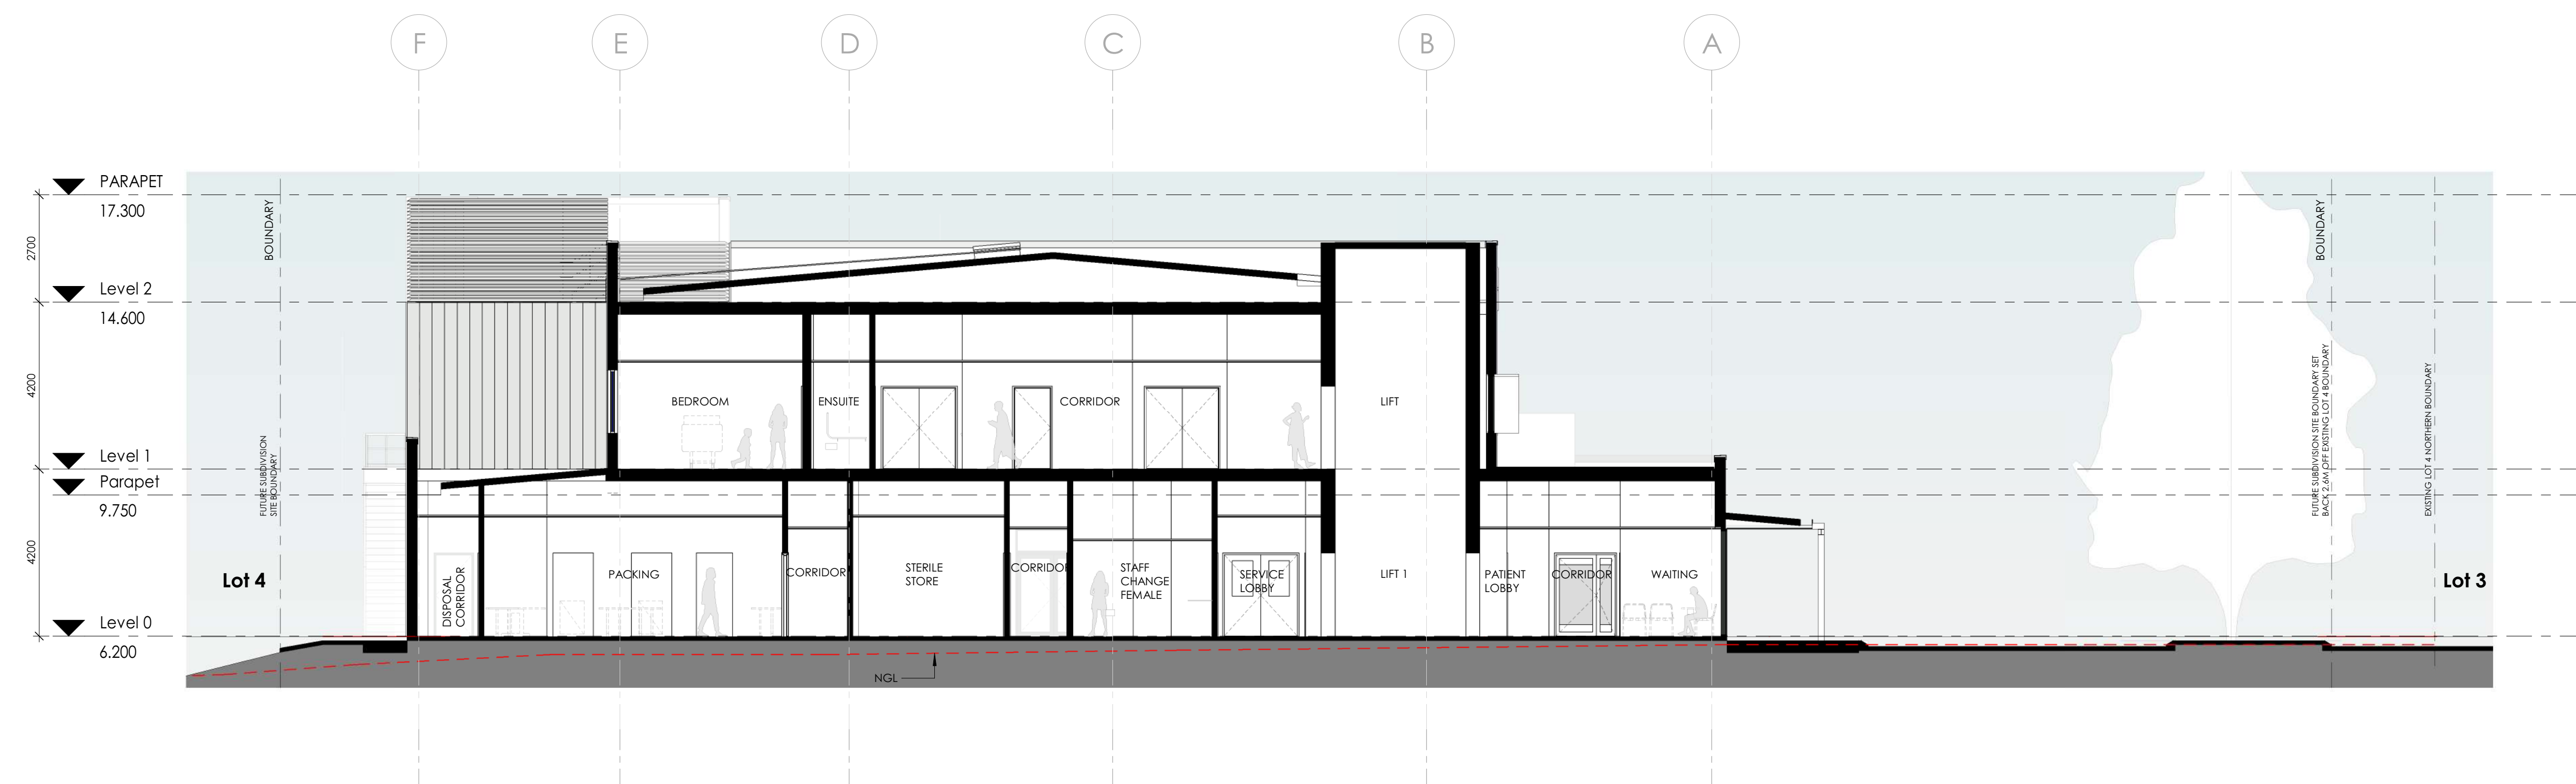 F
E
D
C
B
A
PARAPET
17.300
2700
Level 2
14.600
4200
Level 1
Parapet
9.750
4200
Level 0
6.200
BOUNDARY
FUTURE SUBDIVISION
SITE BOUNDARY
Lot 4
BEDROOM
ENSUITE
CORRIDOR
LIFT
DISPOSAL
CORRIDOR
PACKING
CORRIDOR
STERILE
STORE
CORRIDOR
STAFF
CHANGE
FEMALE
SERVICE
LOBBY
LIFT 1
PATIENT
LOBBY
CORRIDOR
WAITING
NGL
BOUNDARY
FUTURE SUBDIVISION SITE BOUNDARY SET
BACK 2.6M OFF EXISTING LOT 4 BOUNDARY
EXISTING LOT 4 NORTHERN BOUNDARY
Lot 3